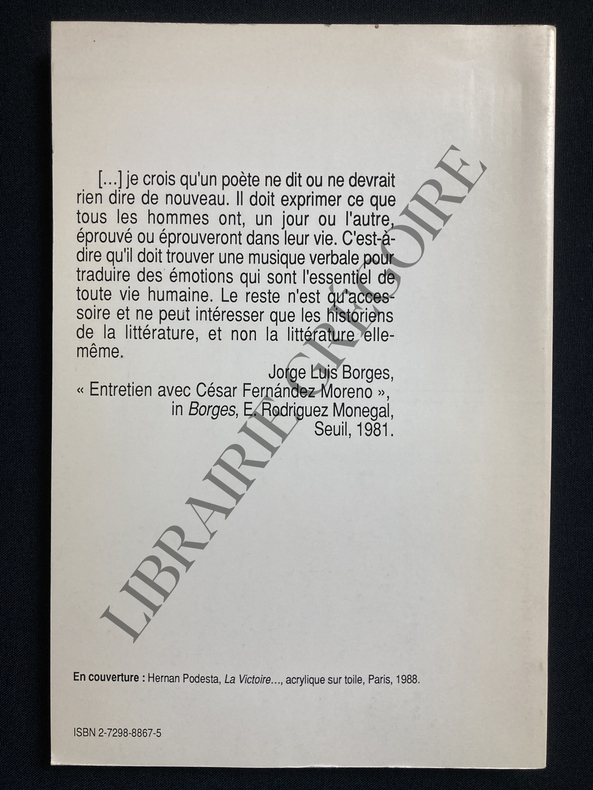 [...] je crois qu'un poète ne dit ou ne devrait
rien dire de nouveau. Il doit exprimer ce que
tous les hommes ont, un jour ou l'autre,
éprouvé ou éprouveront dans leur vie. C'est-à-
dire qu'il doit trouver une musique verbale pour
traduire des émotions qui sont l'essentiel de
toute vie humaine. Le reste n'est qu'acces-
soire et ne peut intéresser que les historiens
de la littérature, et non la littérature elle-
même.
Jorge Luis Borges,
« Entretien avec César Fernández Moreno »,
in Borges, E. Rodriguez Monegal,
Seuil, 1981.
LIBRAIRIE GRÉGOIRE
En couverture : Hernan Podesta, La Victoire..., acrylique sur toile, Paris, 1988.
ISBN 2-7298-8867-5